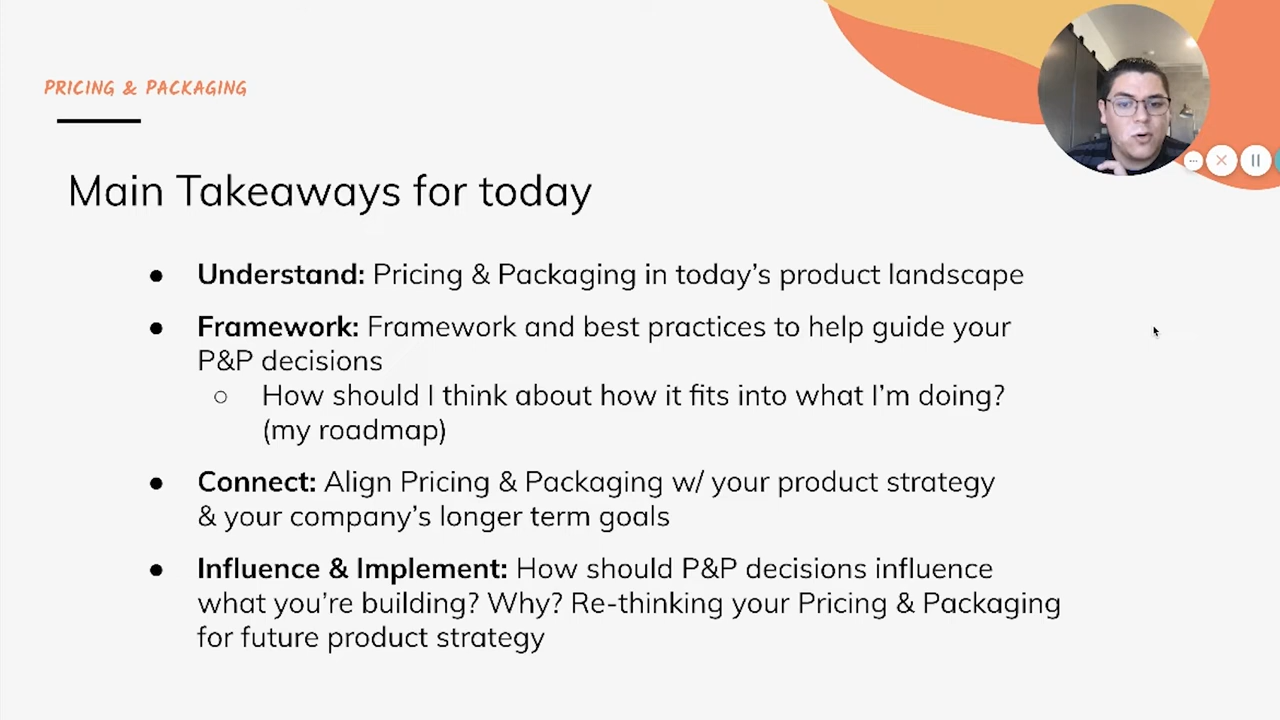 PRICING & PACKAGING
Main Takeaways for today
● Understand: Pricing & Packaging in today’s product landscape
● Framework: Framework and best practices to help guide your
P&P decisions
○ How should I think about how it fits into what I’m doing?
(my roadmap)
● Connect: Align Pricing & Packaging w/ your product strategy
& your company’s longer term goals
● Influence & Implement: How should P&P decisions influence
what you’re building? Why? Re-thinking your Pricing & Packaging
for future product strategy